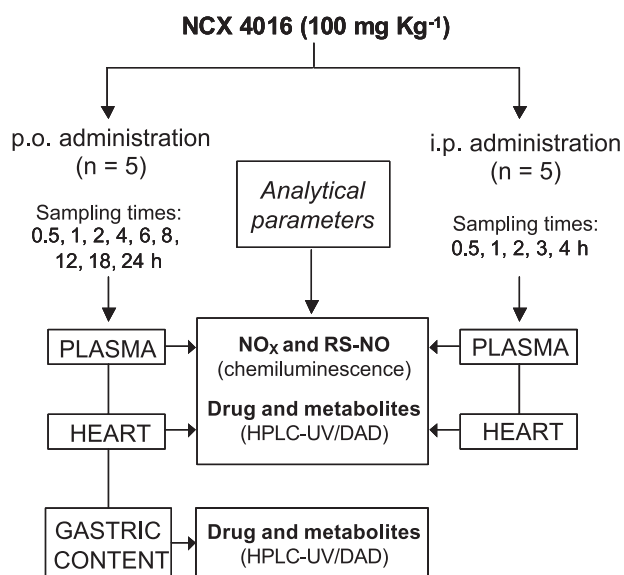 NCX 4016 (100 mg Kg⁻¹)
p.o. administration
(n = 5)
Sampling times:
0.5, 1, 2, 4, 6, 8,
12, 18, 24 h
Analytical
parameters
i.p. administration
(n = 5)
Sampling times:
0.5, 1, 2, 3, 4 h
PLASMA
HEART
GASTRIC
CONTENT
NOₓ and RS-NO
(chemiluminescence)
Drug and metabolites
(HPLC-UV/DAD)
Drug and metabolites
(HPLC-UV/DAD)
PLASMA
HEART